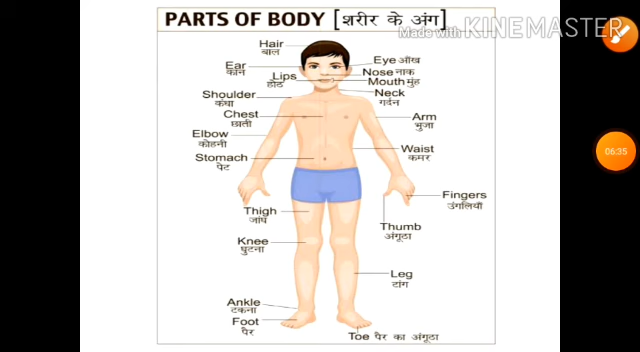 PARTS OF BODY [शरीर के अंग]
Made with KINEMASTER
Hair
बाल
Eye आँख
Ear
कान
Nose नाक
Lips
होठ
Mouth मुंह
Neck
गर्दन
Shoulder
कंधा
Chest
छाती
Arm
भुजा
Elbow
कोहनी
Waist
कमर
Stomach
पेट
Fingers
उंगलियाँ
Thigh
जांघ
Thumb
अंगूठा
Knee
घुटना
Leg
टांग
Ankle
टकना
Foot
पैर
Toe पैर का अंगूठा
06:35